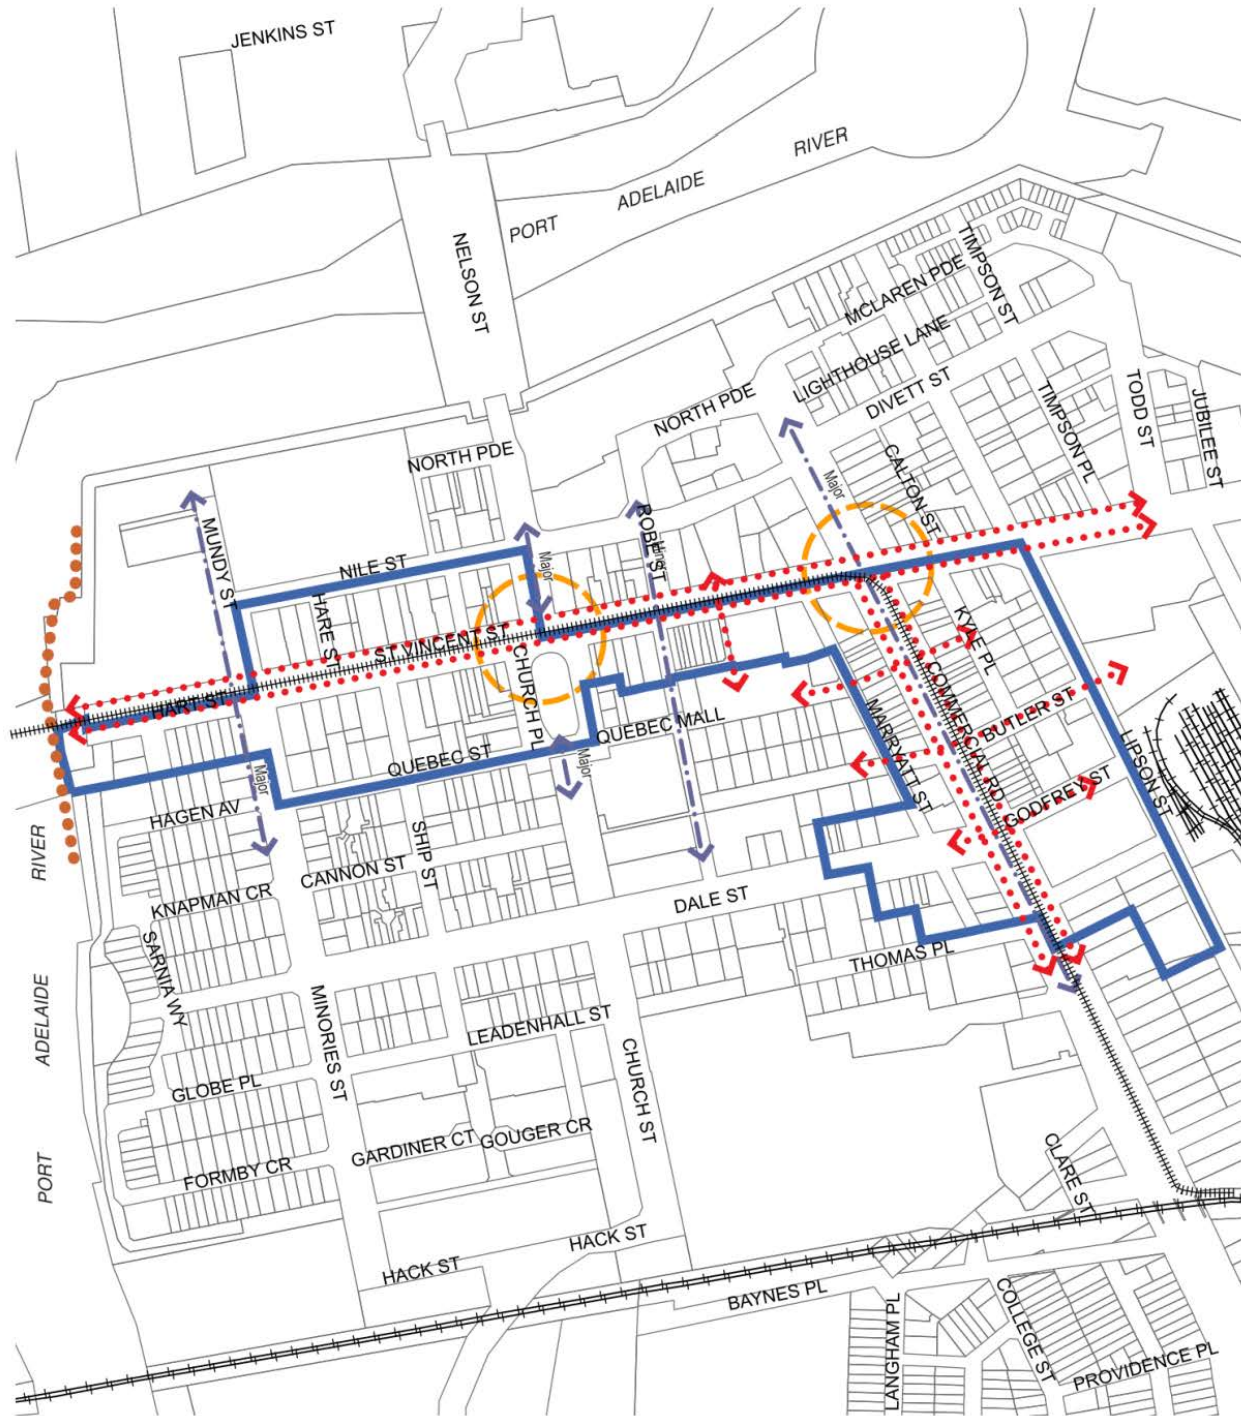 JENKINS ST
RIVER
ADELAIDE
PORT
NELSON ST
TIMPSON ST
MCLAREN PDE
LIGHTHOUSE LANE
DIVETT ST
NORTH PDE
TIMPSON PL
TODD ST
JUBILEE ST
NORTH PDE
CALTON ST
Major
MUNDY ST
ROBE ST
Major
NILE ST
HARE ST
ST VINCENT ST
CHURCH PL
KYLE PL
HART ST
COMMERCIAL RD
MARRYATT ST
BUTLER ST
QUEBEC MALL
QUEBEC ST
LIPSON ST
Major
Major
GODFREY ST
HAGEN AV
SHIP ST
CANNON ST
RIVER
KNAPMAN CR
DALE ST
SARNIA WY
THOMAS PL
ADELAIDE
MINORIES ST
LEADENHALL ST
CHURCH ST
GLOBE PL
GARDINER CT
GOUGER CR
PORT
FORMBY CR
CLARE ST
HACK ST
HACK ST
BAYNES PL
LANGHAM PL
COLLEGE ST
PROVIDENCE PL